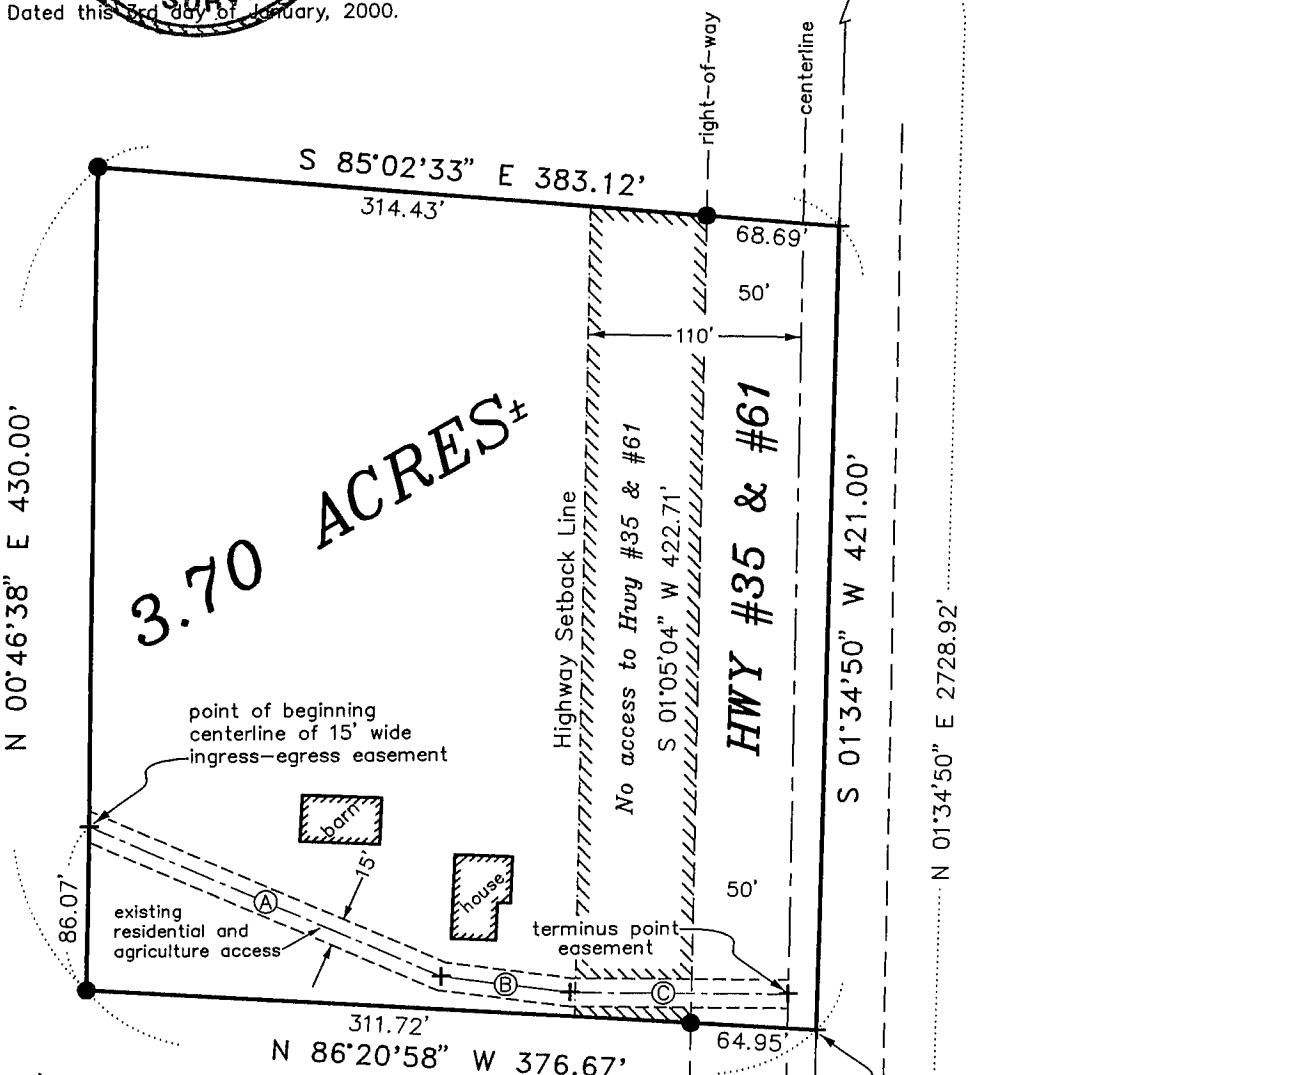 Dated this 3rd day of January, 2000.
right-of-way
centerline
S 85°02'33" E 383.12'
314.43'
68.69'
50'
110'
3.70 ACRES±
N 00°46'38" E 430.00'
Highway Setback Line
No access to Hwy #35 & #61
S 01°05'04" W 422.71'
HWY #35 & #61
S 01°34'50" W 421.00'
N 01°34'50" E 2728.92'
point of beginning
centerline of 15' wide
ingress-egress easement
barn
15'
house
50'
86.07'
A
existing
residential and
agriculture access
terminus point
easement
B
C
311.72'
64.95'
N 86°20'58" W 376.67'